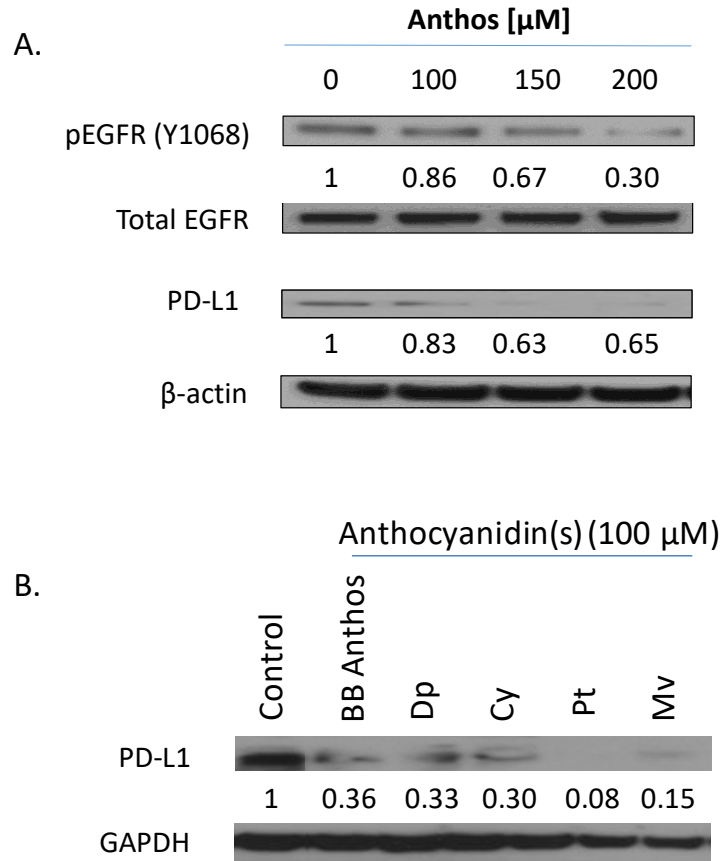 A.
Anthos [µM]
0 100 150 200
pEGFR (Y1068)
1 0.86 0.67 0.30
Total EGFR
PD-L1
1 0.83 0.63 0.65
β-actin
Anthocyanidin(s) (100 µM)
B.
Control BB Anthos Dp Cy Pt Mv
PD-L1
1 0.36 0.33 0.30 0.08 0.15
GAPDH